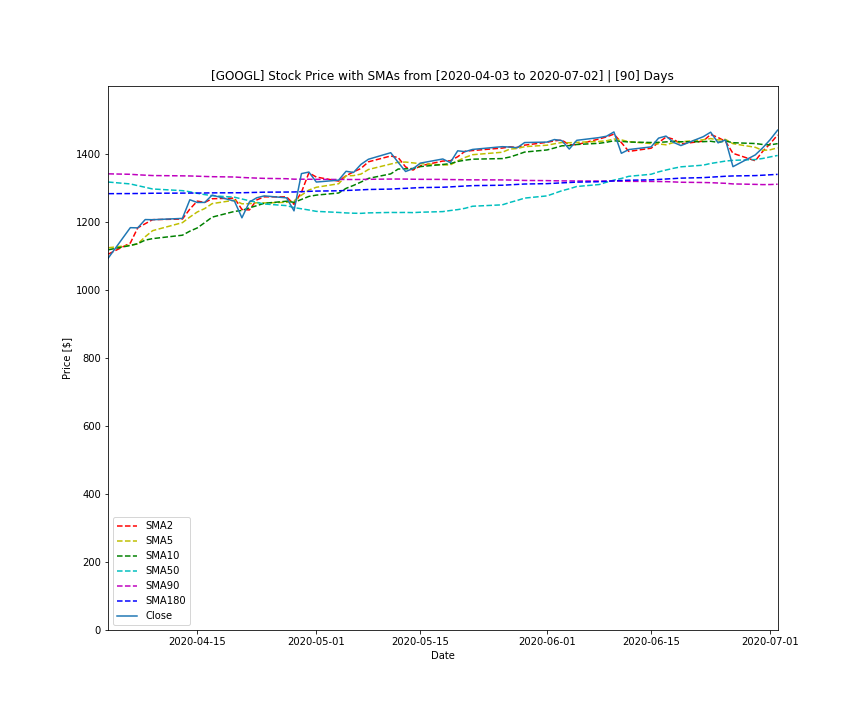 [GOOGL] Stock Price with SMAs from [2020-04-03 to 2020-07-02] | [90] Days
Price [$]
1400
1200
1000
800
600
400
200
0
SMA2
SMA5
SMA10
SMA50
SMA90
SMA180
Close
2020-04-15
2020-05-01
2020-05-15
2020-06-01
2020-06-15
2020-07-01
Date